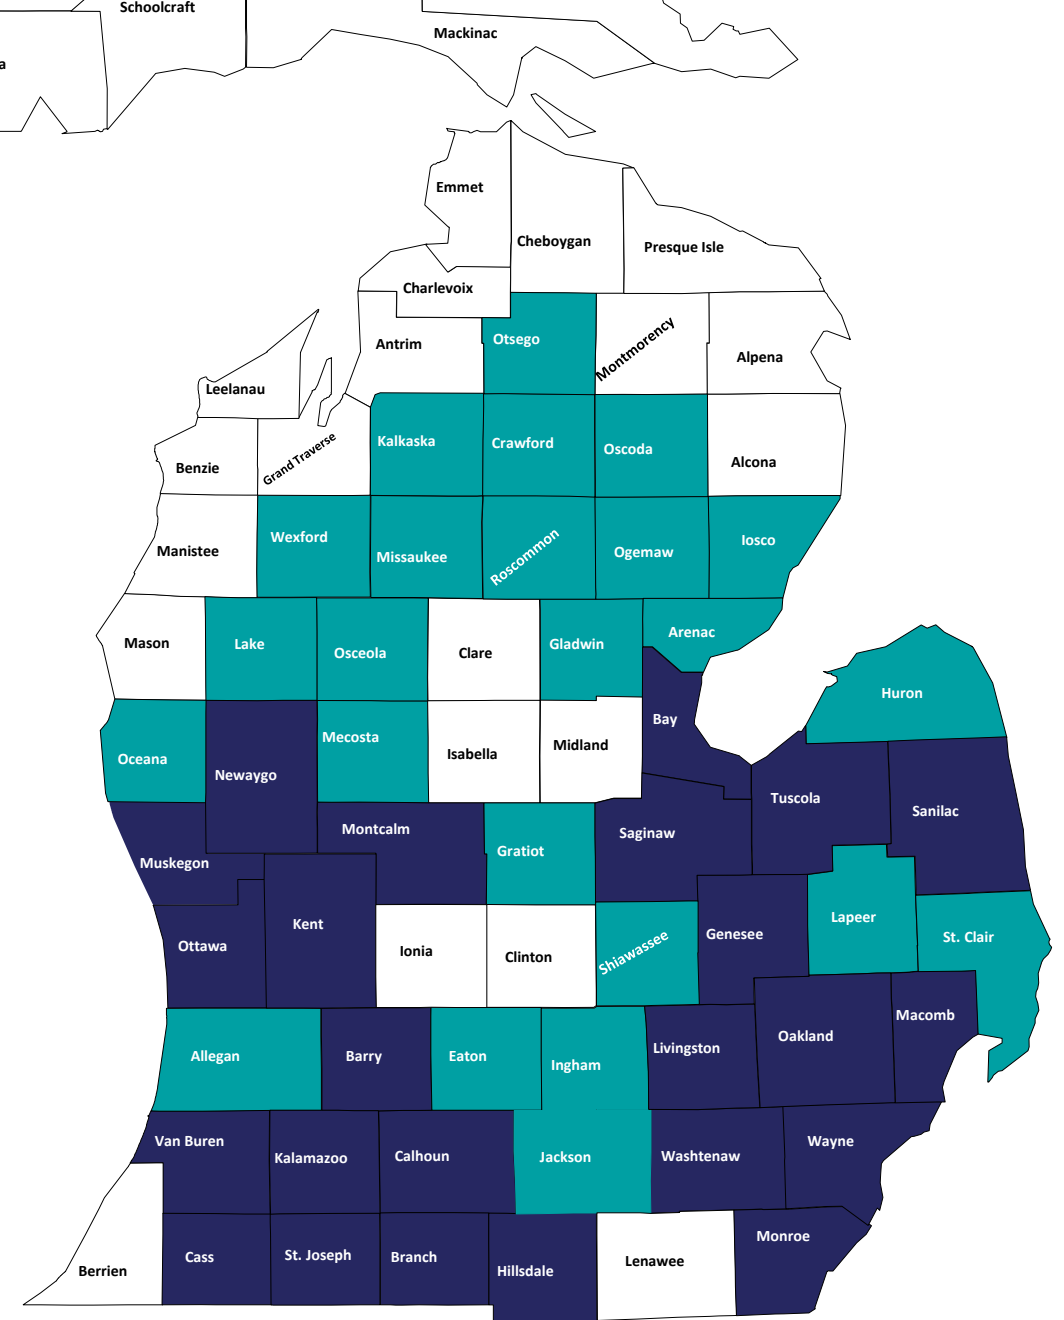 Schoolcraft
Mackinac
a
Emmet
Cheboygan
Presque Isle
Charlevoix
Otsego
Montmorency
Antrim
Alpena
Leelanau
Kalkaska
Crawford
Oscoda
Grand Traverse
Alcona
Benzie
Wexford
Iosco
Manistee
Missaukee
Roscommon
Ogemaw
Arenac
Mason
Lake
Osceola
Clare
Gladwin
Huron
Bay
Oceana
Mecosta
Isabella
Midland
Newaygo
Tuscola
Sanilac
Montcalm
Saginaw
Gratiot
Muskegon
Lapeer
Kent
Genesee
St. Clair
Ottawa
Ionia
Clinton
Shiawassee
Macomb
Oakland
Livingston
Allegan
Barry
Eaton
Ingham
Van Buren
Kalamazoo
Calhoun
Jackson
Washtenaw
Wayne
Monroe
Cass
St. Joseph
Branch
Hillsdale
Lenawee
Berrien